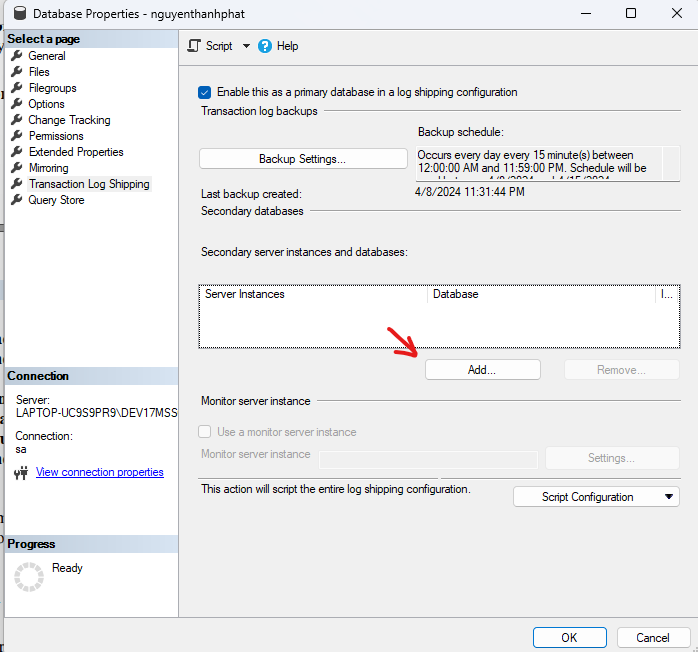 Database Properties - nguyenthanhphat
Select a page
General
Files
Filegroups
Options
Change Tracking
Permissions
Extended Properties
Mirroring
Transaction Log Shipping
Query Store
Script
Help
Enable this as a primary database in a log shipping configuration
Transaction log backups
Backup schedule:
Backup Settings...
Occurs every day every 15 minute(s) between
12:00:00 AM and 11:59:00 PM. Schedule will be
Last backup created:
4/8/2024 11:31:44 PM
Secondary databases
Secondary server instances and databases:
Server Instances
Database
I...
Add...
Remove...
Monitor server instance
Use a monitor server instance
Monitor server instance
Settings...
This action will script the entire log shipping configuration.
Script Configuration
Connection
Server:
LAPTOP-UC9S9PR9\DEV17MSS
Connection:
sa
View connection properties
Progress
Ready
OK
Cancel